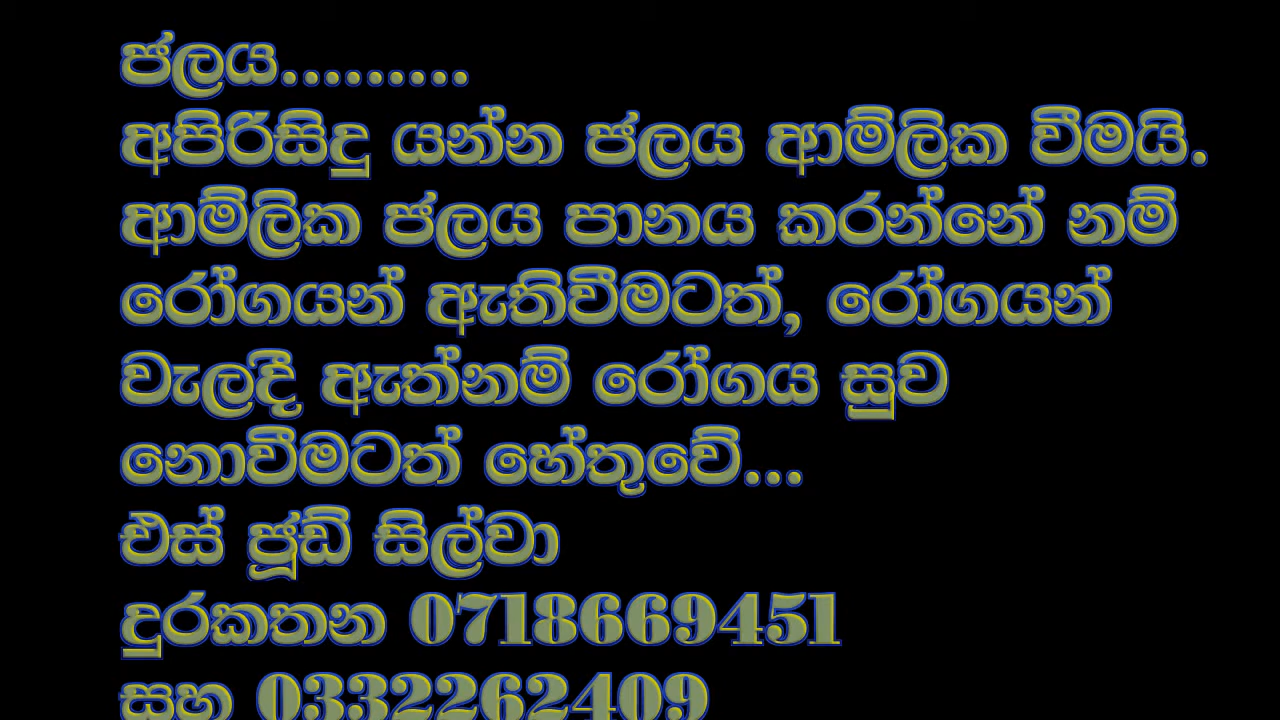 ජලය.........
අපිරිසිදු යන්න ජලය ආම්ලික වීමයි.
ආම්ලික ජලය පානය කරන්නේ නම්
රෝගයන් ඇතිවීමටත්, රෝගයන්
වැලදී ඇත්නම් රෝගය සුව
නොවීමටත් හේතුවේ...
එස් ජූඩ් සිල්වා
දුරකතන 0718669451
සහ 0332262409